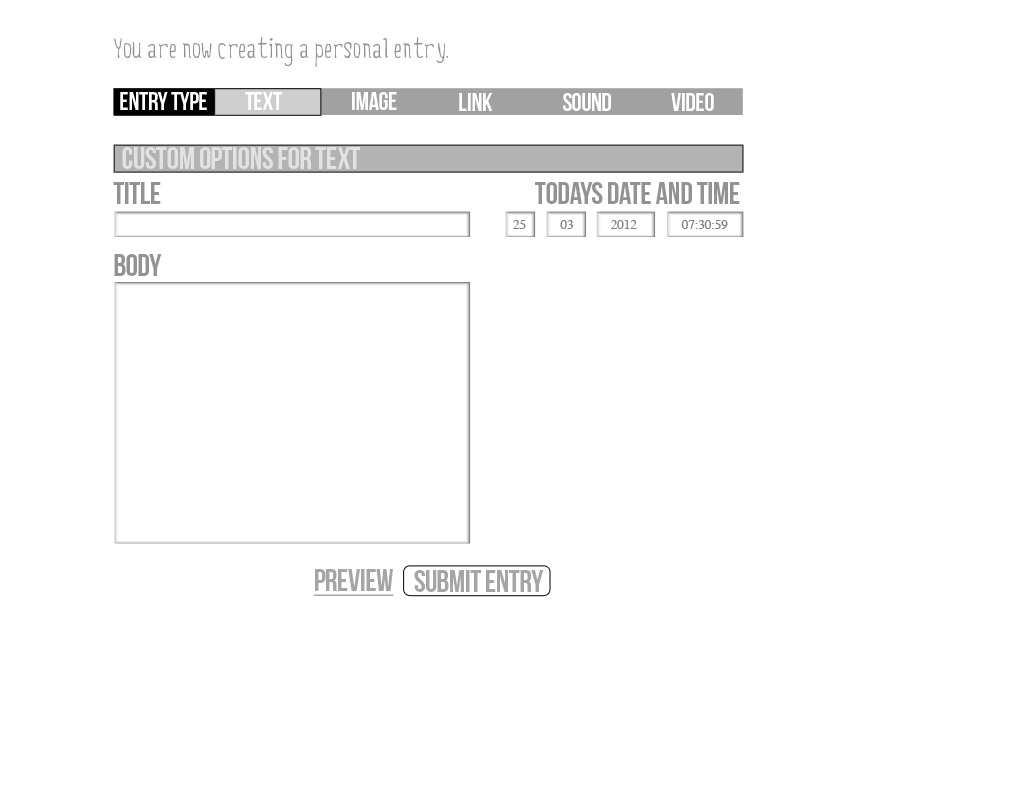 You are now creating a personal entry.
ENTRY TYPE TEXT IMAGE LINK SOUND VIDEO
CUSTOM OPTIONS FOR TEXT
TITLE TODAYS DATE AND TIME
25 03 2012 07:30:59
BODY
PREVIEW SUBMIT ENTRY